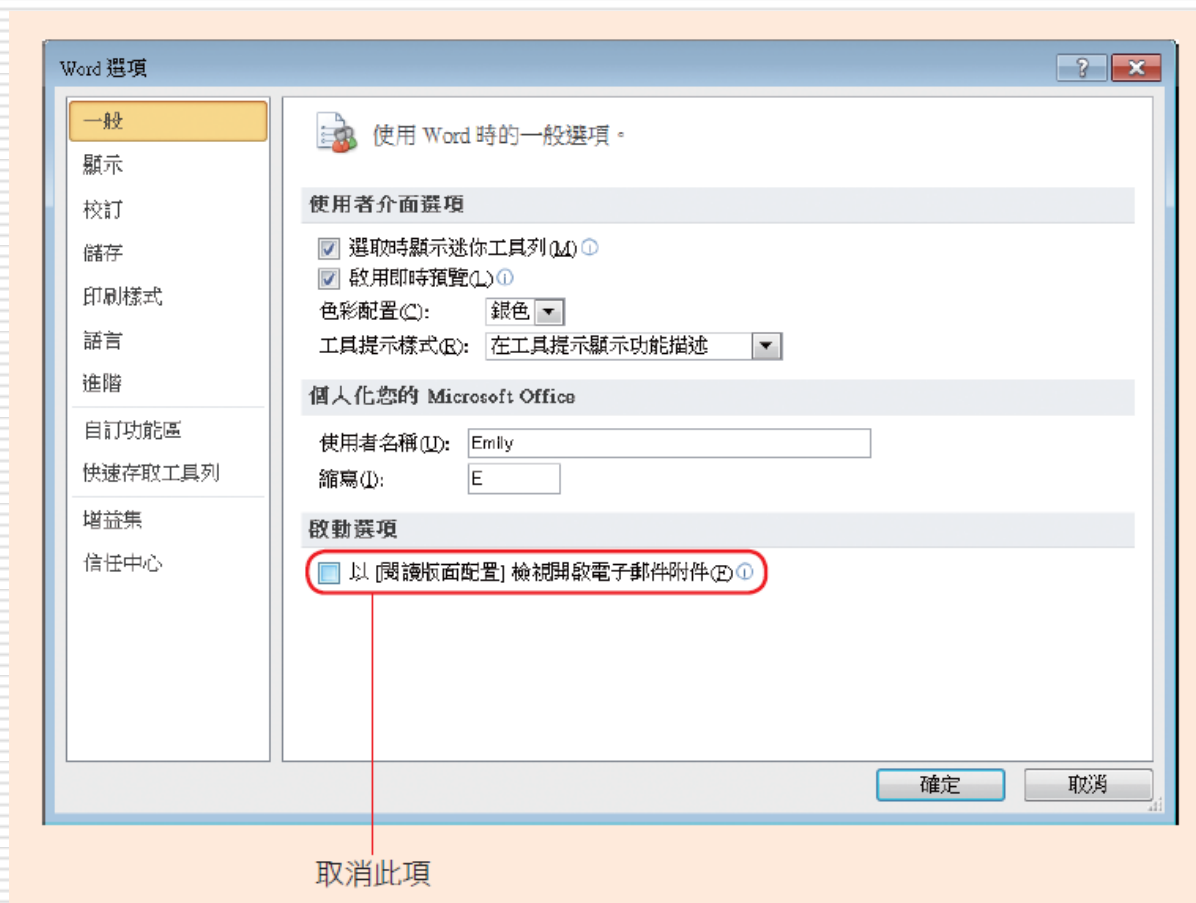 Word 選項
一般
顯示
校訂
儲存
印刷樣式
語言
進階
自訂功能區
快速存取工具列
增益集
信任中心
使用 Word 時的一般選項。
使用者介面選項
選取時顯示迷你工具列(M)
啟用即時預覽(L)
色彩配置(C): 銀色
工具提示樣式(R): 在工具提示顯示功能描述
個人化您的 Microsoft Office
使用者名稱(U): Emily
縮寫(I): E
啟動選項
以 [閱讀版面配置] 檢視開啟電子郵件附件(F)
確定 取消
取消此項